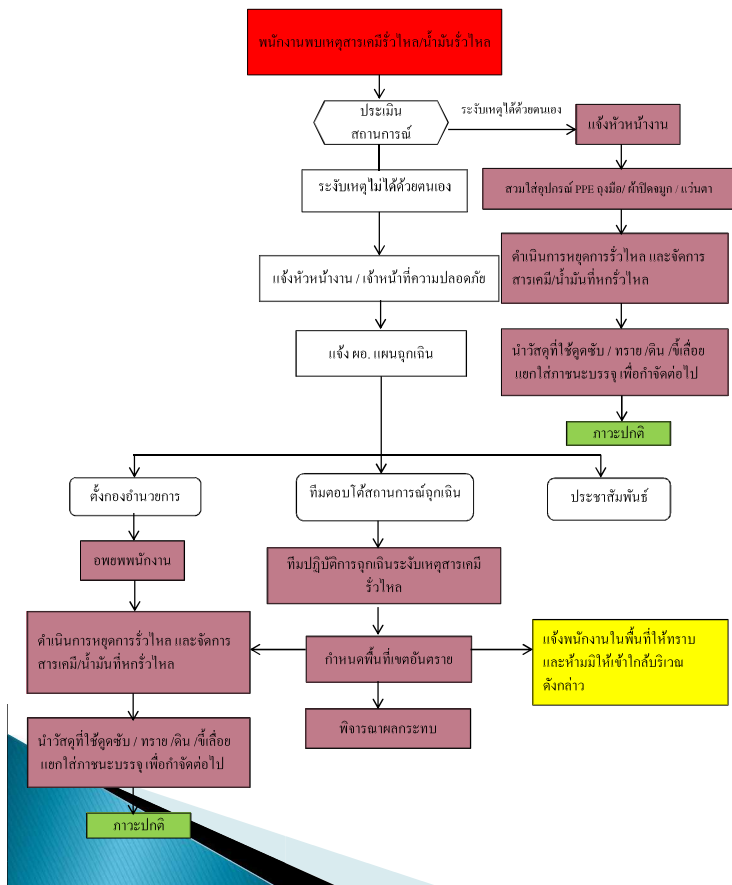 พนักงานพบเหตุสารเคมีรั่วไหล/น้ำมันรั่วไหล
ประเมิน
สถานการณ์
ระงับเหตุได้ด้วยตนเอง
แจ้งหัวหน้างาน
ระงับเหตุไม่ได้ด้วยตนเอง
สวมใส่อุปกรณ์ PPE ถุงมือ/ ผ้าปิดจมูก / แว่นตา
ดำเนินการหยุดการรั่วไหล และจัดการ
สารเคมี/น้ำมันที่หกรั่วไหล
แจ้งหัวหน้างาน / เจ้าหน้าที่ความปลอดภัย
แจ้ง ผอ. แผนฉุกเฉิน
นำวัสดุที่ใช้ดูดซับ / ทราย /ดิน /ขี้เลื่อย
แยกใส่ภาชนะบรรจุ เพื่อกำจัดต่อไป
ภาวะปกติ
ตั้งกองอำนวยการ
ทีมตอบโต้สถานการณ์ฉุกเฉิน
ประชาสัมพันธ์
อพยพพนักงาน
ทีมปฎิบัติการฉุกเฉินระงับเหตุสารเคมี
รั่วไหล
ดำเนินการหยุดการรั่วไหล และจัดการ
สารเคมี/น้ำมันที่หกรั่วไหล
กำหนดพื้นที่เขตอันตราย
แจ้งพนักงานในพื้นที่ให้ทราบ
และห้ามมิให้เข้าใกล้บริเวณ
ดังกล่าว
พิจารณาผลกระทบ
นำวัสดุที่ใช้ดูดซับ / ทราย /ดิน /ขี้เลื่อย
แยกใส่ภาชนะบรรจุ เพื่อกำจัดต่อไป
ภาวะปกติ